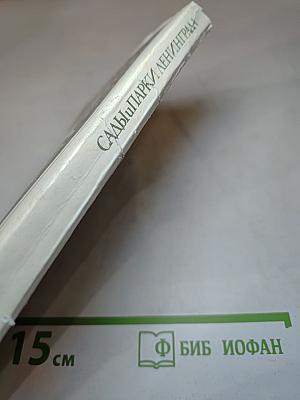 САДЫ и ПАРКИ ЛЕНИНГРАДА
15 см
Ф БИБ ИОФАН